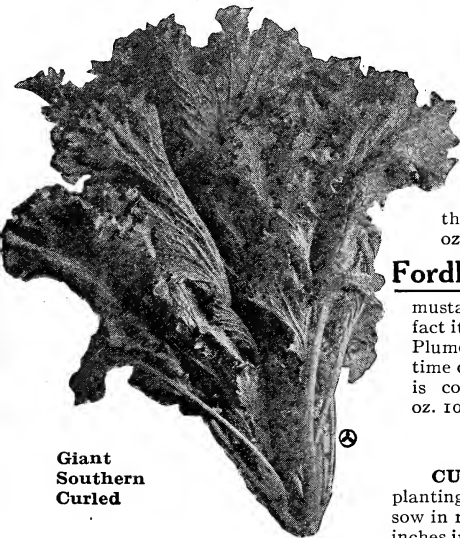 Giant
Southern
Curled
th
oz
Fordh
musta
fact it
Plume
time o
is co
oz. 10
CU
planting
sow in r
inches in